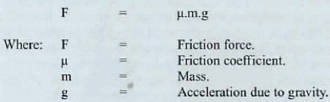 F = μ.m.g
Where: F = Friction force.
μ = Friction coefficient.
m = Mass.
g = Acceleration due to gravity.